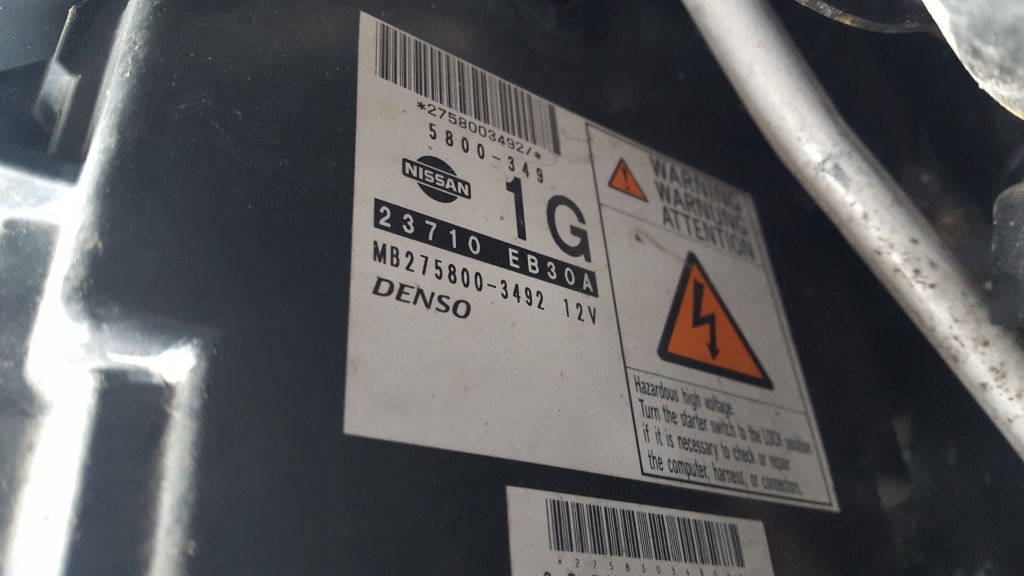 *2758003492/*
5800-349
NISSAN
1G
23710 EB30A
MB275800-3492 12V
DENSO
WARNING
WARNUNG
ATTENTION
Hazardous high voltage.
Turn the starter switch to the LOCK position
if it is necessary to check or repair
the computer, harness, or connectors.